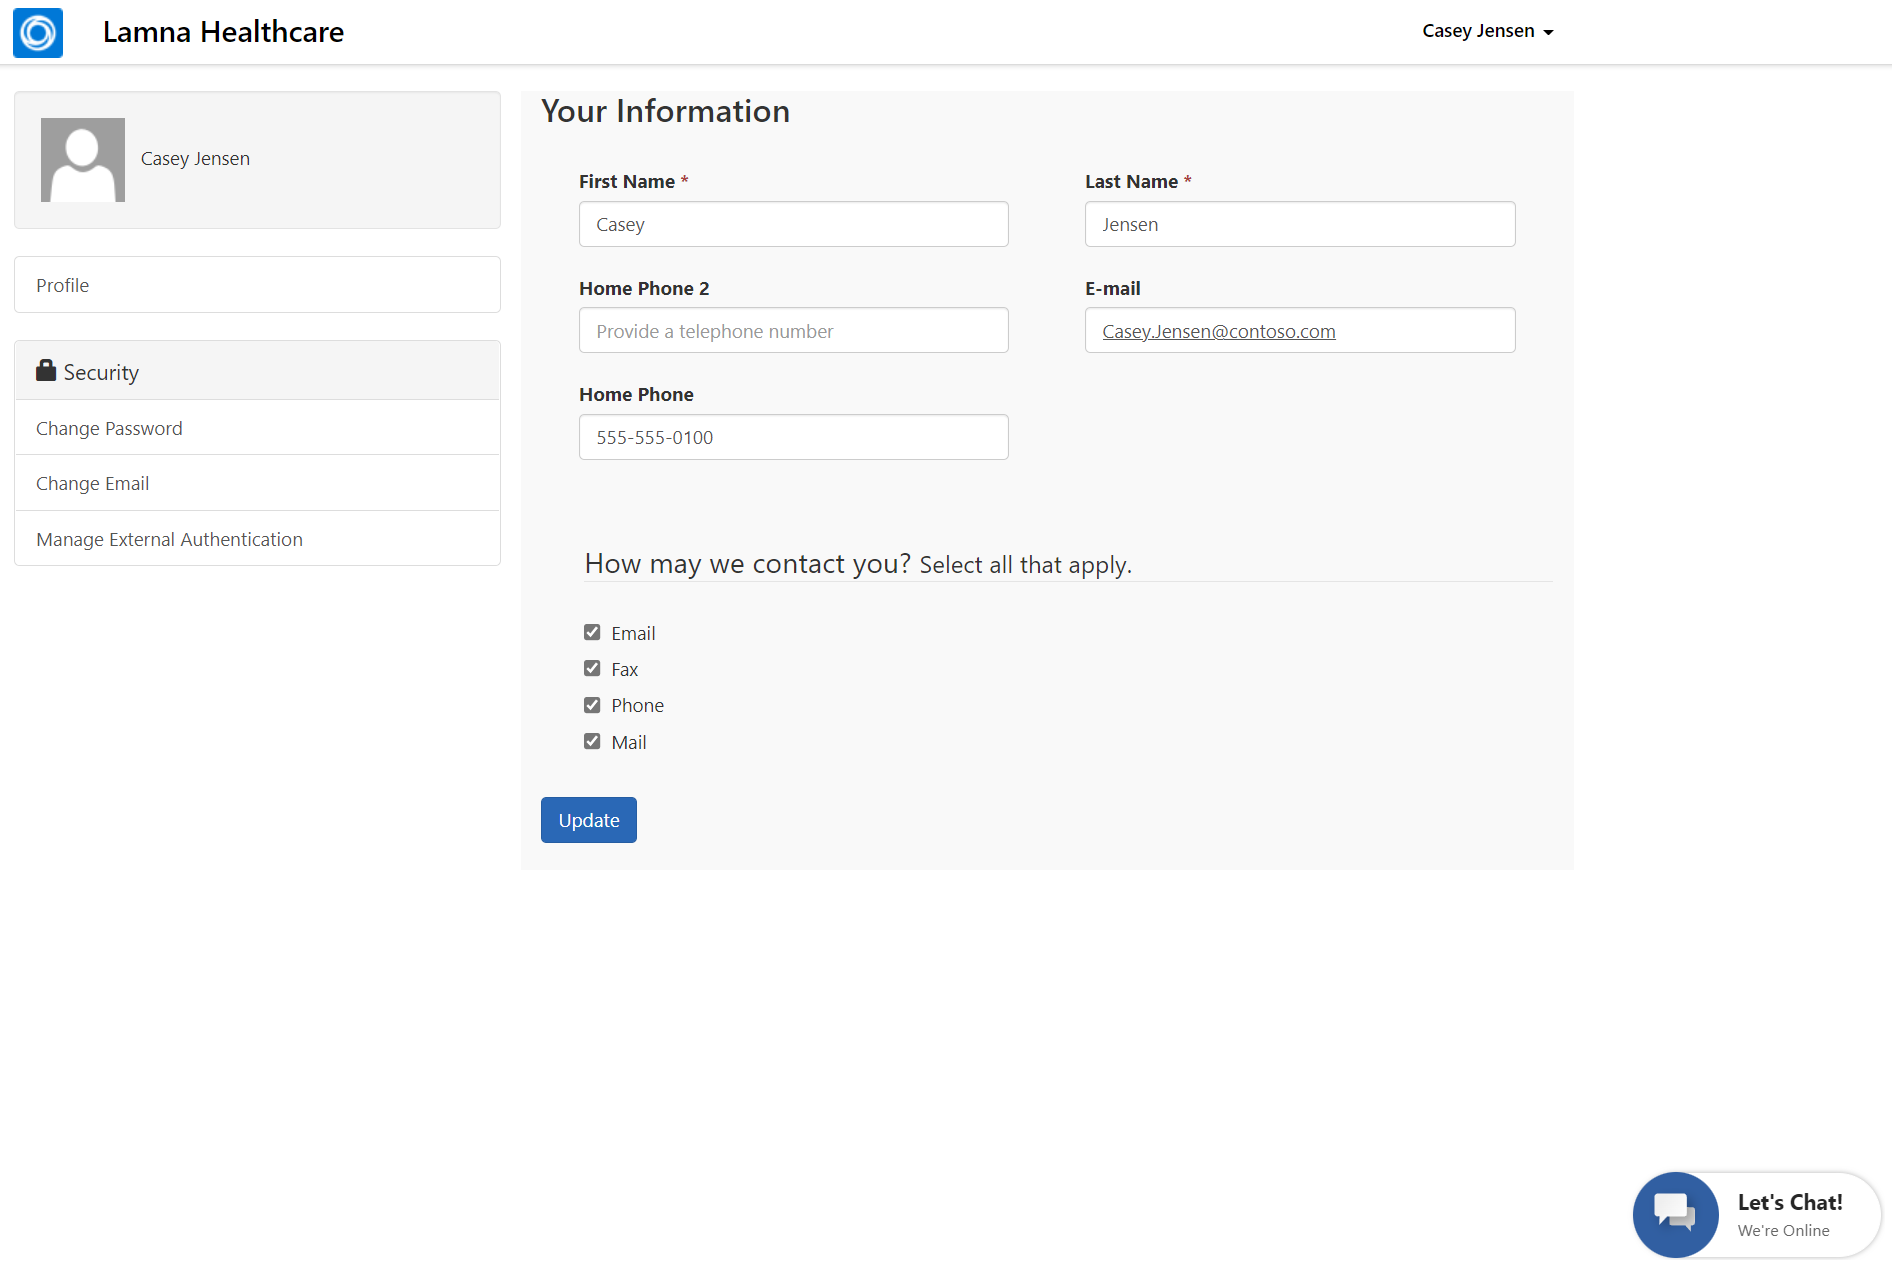 Lamna Healthcare
Casey Jensen
Casey Jensen
Profile
Security
Change Password
Change Email
Manage External Authentication
Your Information
First Name *
Casey
Last Name *
Jensen
Home Phone 2
Provide a telephone number
E-mail
Casey.Jensen@contoso.com
Home Phone
555-555-0100
How may we contact you? Select all that apply.
Email
Fax
Phone
Mail
Update
Let's Chat!
We're Online